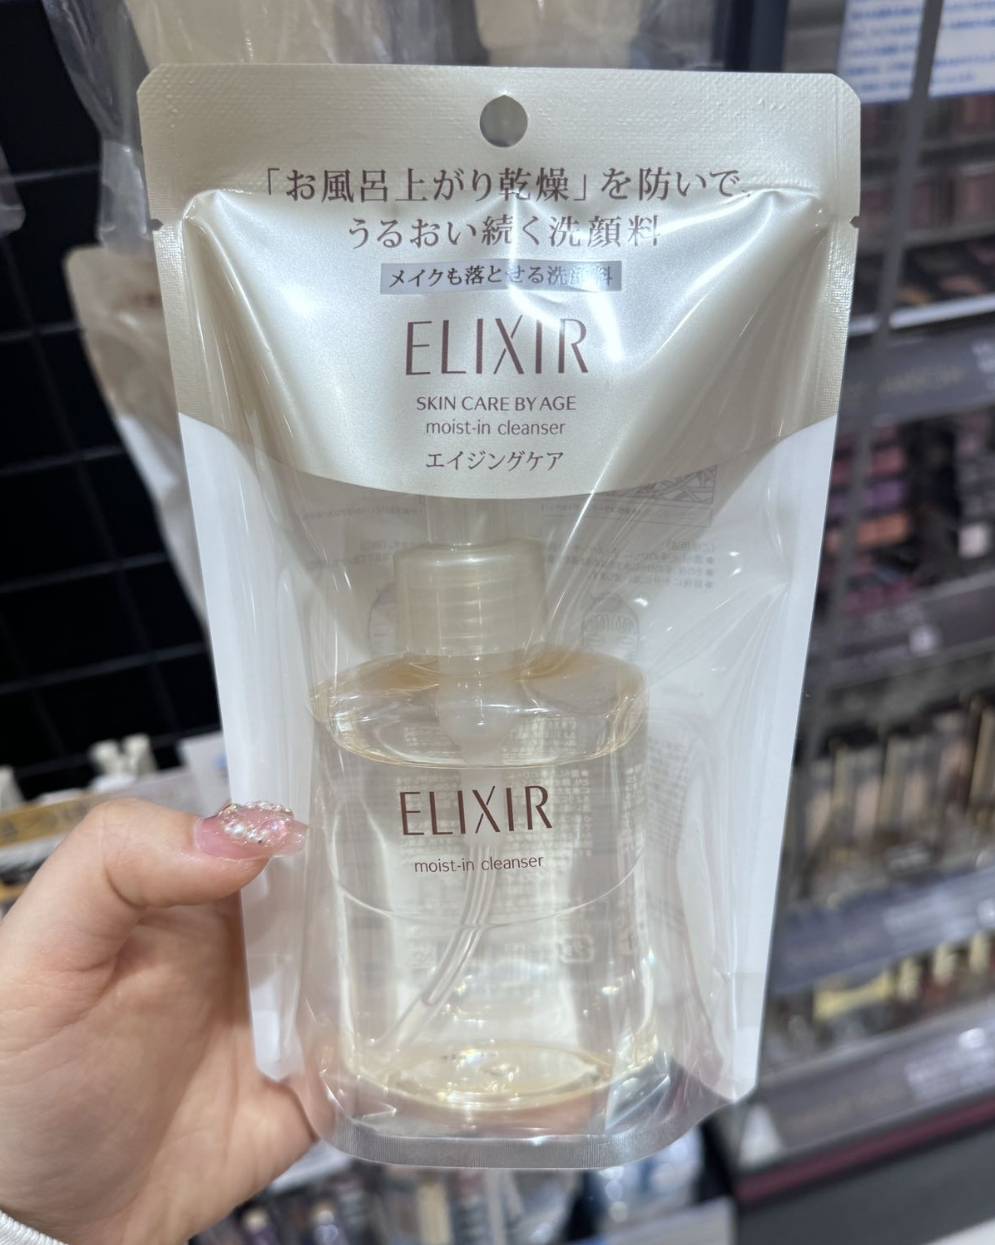 「お風呂上がり乾燥」を防いで、
うるおい続く洗顔料
メイクも落とせる洗顔料
ELIXIR
SKIN CARE BY AGE
moist-in cleanser
エイジングケア
ELIXIR
moist-in cleanser